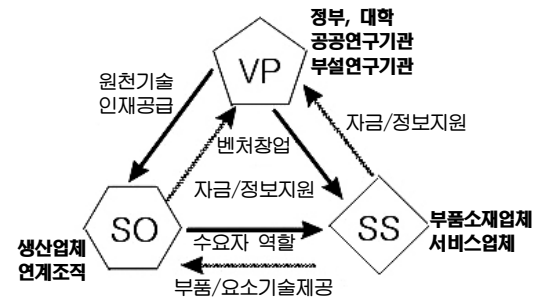 정부, 대학
공공연구기관
부설연구기관
VP
원천기술
인재공급
자금/정보지원
벤처창업
자금/정보지원
SO
SS
생산업체
연계조직
수요자 역할
부품소재업체
서비스업체
부품/요소기술제공